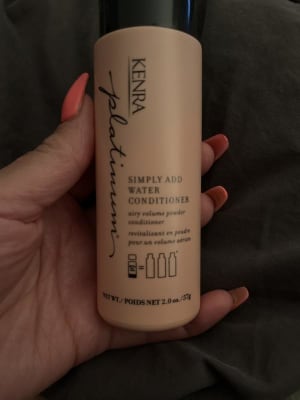 KENRA
platinum
SIMPLY ADD
WATER
CONDITIONER
airy volume powder
conditioner
revitalisant en poudre
pour un volume aérien
NET WT./ POIDS NET 2.0 oz./57g